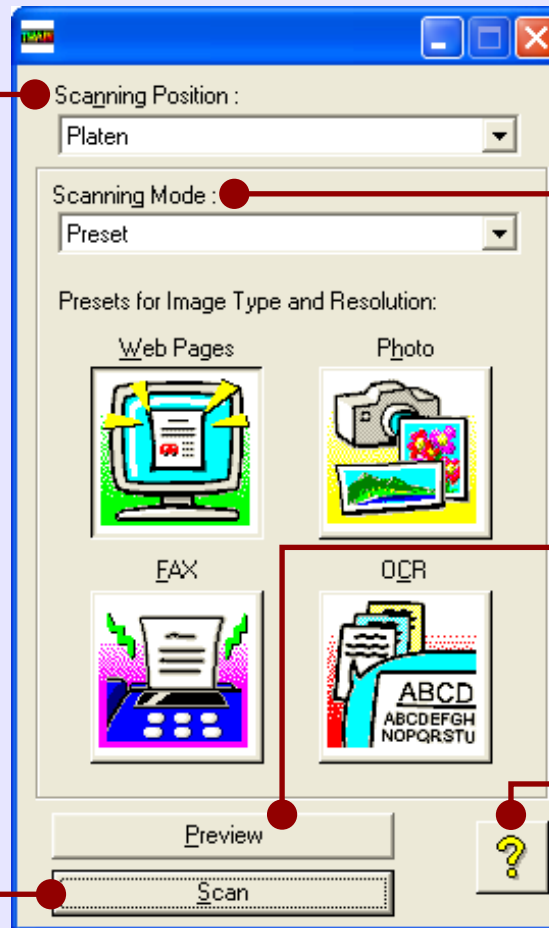 TWAIN
Scanning Position :
Platen
Scanning Mode :
Preset
Presets for Image Type and Resolution:
Web Pages Photo
FAX OCR
ABCD
ABCDEFGH
NOPQRSTU
Preview
?
Scan